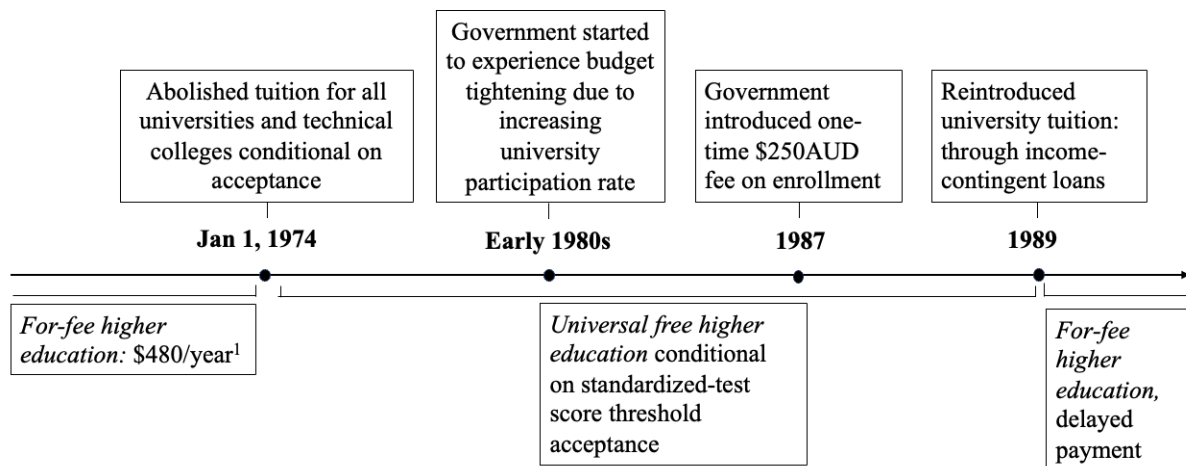 Abolished tuition for all
universities and technical
colleges conditional on
acceptance
Government started
to experience budget
tightening due to
increasing
university
participation rate
Government
introduced one-
time $250AUD
fee on enrollment
Reintroduced
university tuition:
through income-
contingent loans
Jan 1, 1974
Early 1980s
1987
1989
For-fee higher
education: $480/year¹
Universal free higher
education conditional
on standardized-test
score threshold
acceptance
For-fee
higher
education,
delayed
payment